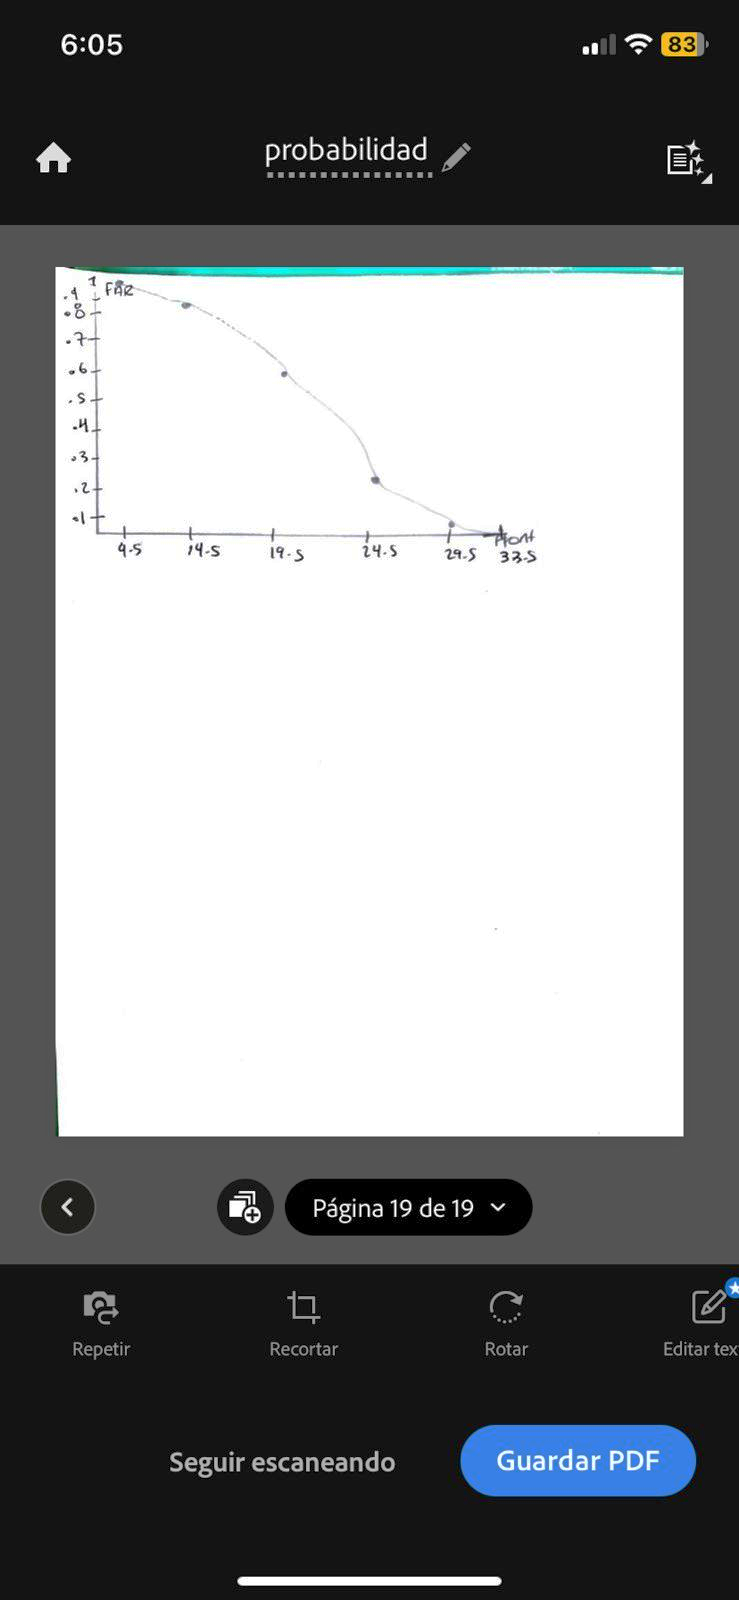 6:05
83
probabilidad
1
.9 FAR
.8
.7
.6
.5
.4
.3
.2
.1
9.5 14.5 19.5 24.5 29.5 33.5
Página 19 de 19
Repetir Recortar Rotar Editar tex
Seguir escaneando Guardar PDF